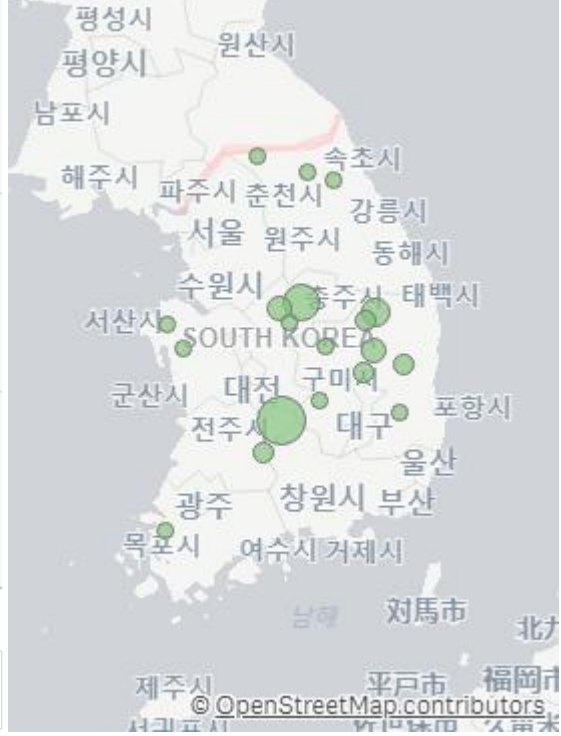 평성시
원산시
평양시
남포시
속초시
해주시
파주시 춘천시
강릉시
서울 원주시
동해시
수원시
충주시 태백시
서산시
SOUTH KOREA
대전 구미시
군산시
포항시
전주시 대구
울산
광주 창원시 부산
목포시 여수시 거제시
남해 対馬市
제주시 平戸市 福岡市
© OpenStreetMap contributors
서귀포시